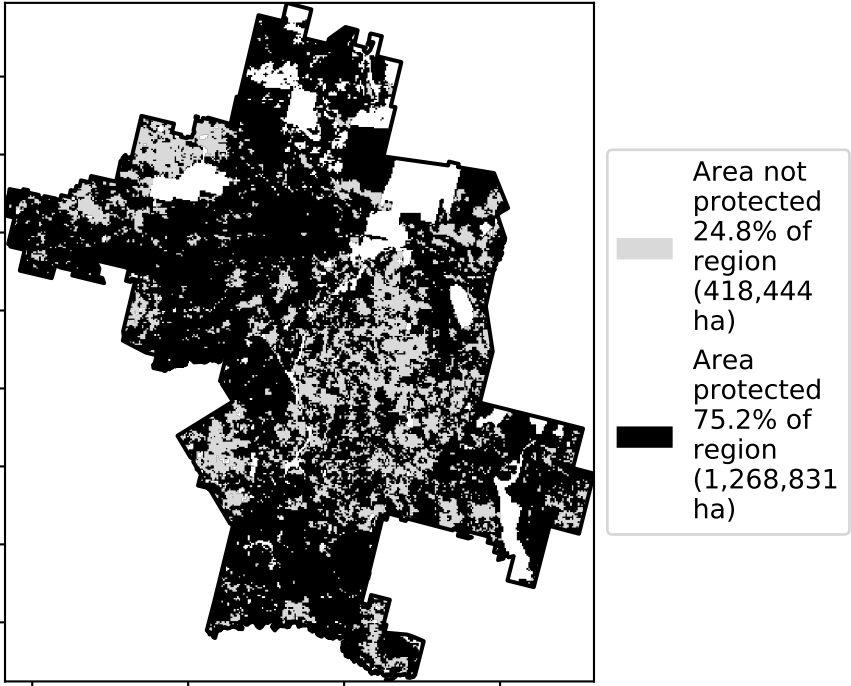 Area not
protected
24.8% of
region
(418,444
ha)
Area
protected
75.2% of
region
(1,268,831
ha)